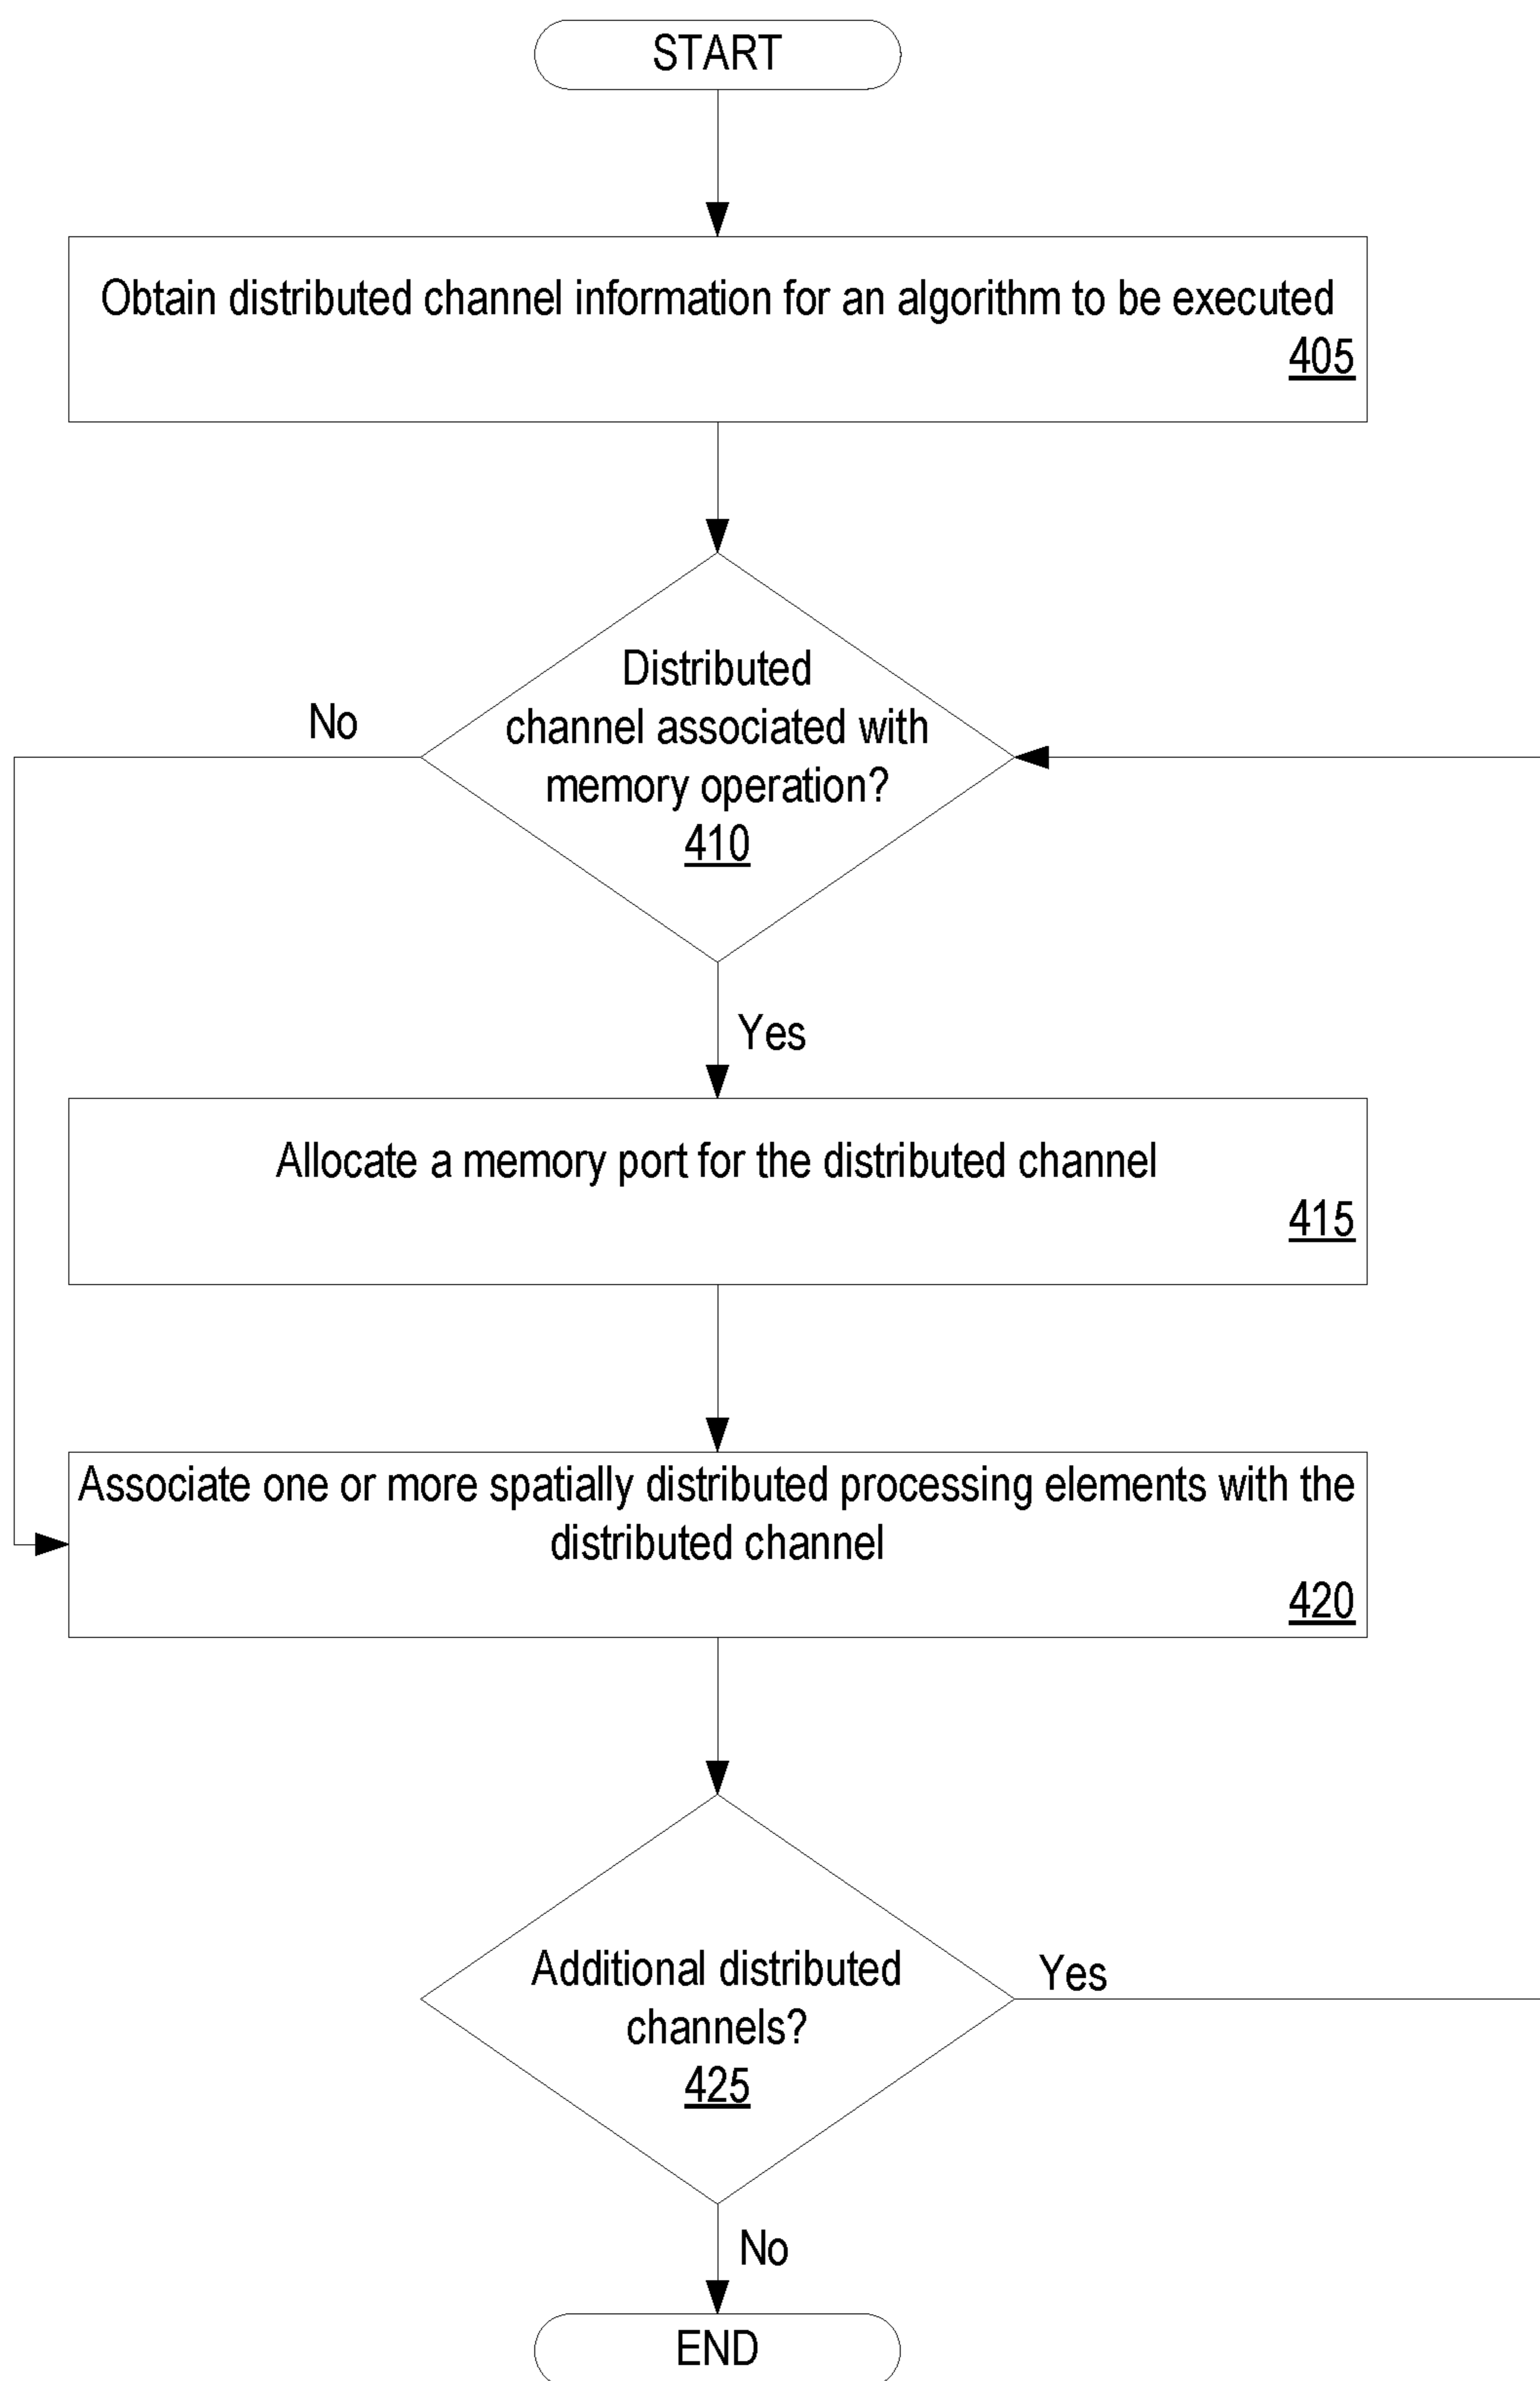 START
Obtain distributed channel information for an algorithm to be executed
405
Distributed
channel associated with
memory operation?
410
No
Yes
Allocate a memory port for the distributed channel
415
Associate one or more spatially distributed processing elements with the
distributed channel
420
Additional distributed
channels?
425
Yes
No
END